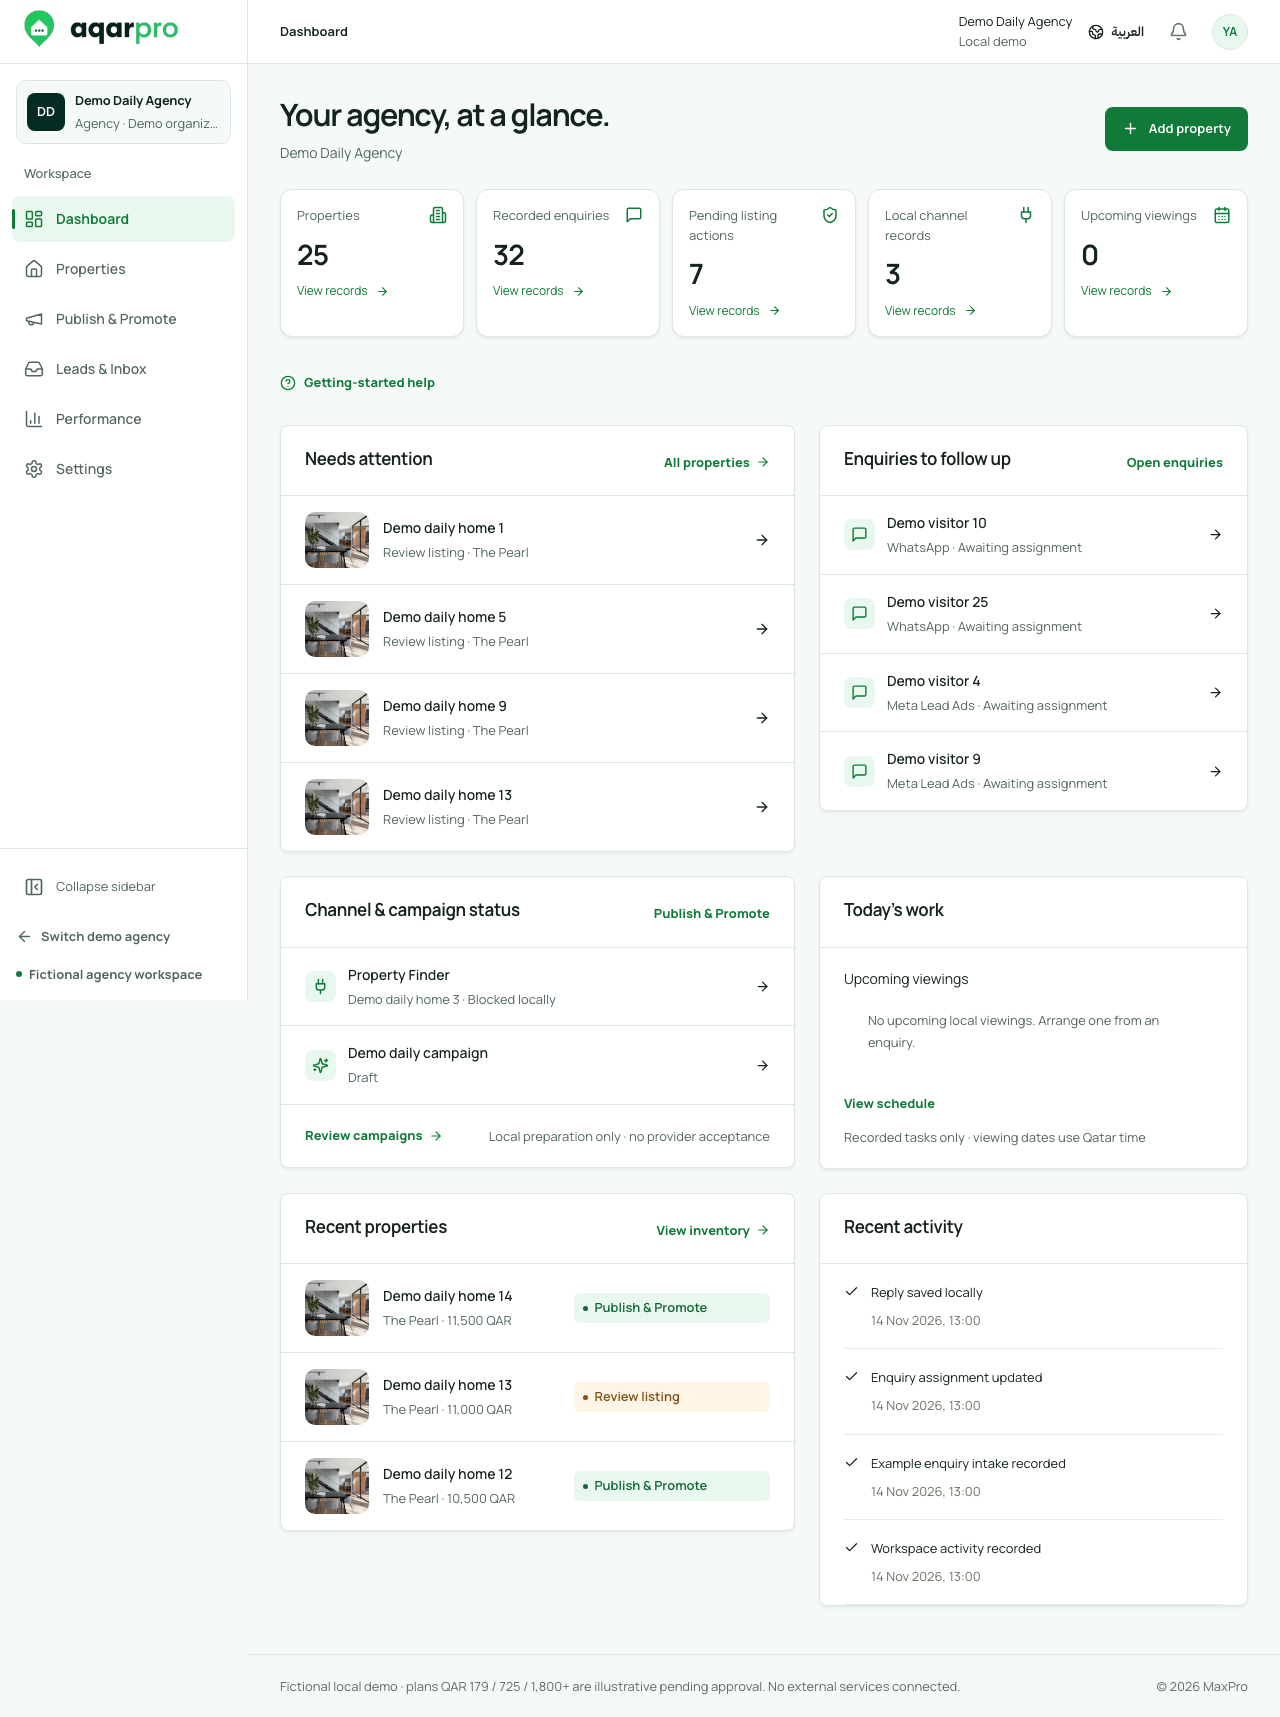 aqarpro
Dashboard
Demo Daily Agency
Local demo
العربية
YA
DD
Demo Daily Agency
Agency · Demo organiz...
Workspace
Dashboard
Properties
Publish & Promote
Leads & Inbox
Performance
Settings
Collapse sidebar
Switch demo agency
Fictional agency workspace
Your agency, at a glance.
Demo Daily Agency
Add property
Properties
25
View records
Recorded enquiries
32
View records
Pending listing
actions
7
View records
Local channel
records
3
View records
Upcoming viewings
0
View records
Getting-started help
Needs attention
All properties
Demo daily home 1
Review listing · The Pearl
Demo daily home 5
Review listing · The Pearl
Demo daily home 9
Review listing · The Pearl
Demo daily home 13
Review listing · The Pearl
Enquiries to follow up
Open enquiries
Demo visitor 10
WhatsApp · Awaiting assignment
Demo visitor 25
WhatsApp · Awaiting assignment
Demo visitor 4
Meta Lead Ads · Awaiting assignment
Demo visitor 9
Meta Lead Ads · Awaiting assignment
Channel & campaign status
Publish & Promote
Property Finder
Demo daily home 3 · Blocked locally
Demo daily campaign
Draft
Review campaigns
Local preparation only · no provider acceptance
Today's work
Upcoming viewings
No upcoming local viewings. Arrange one from an
enquiry.
View schedule
Recorded tasks only · viewing dates use Qatar time
Recent properties
View inventory
Demo daily home 14
The Pearl · 11,500 QAR
Publish & Promote
Demo daily home 13
The Pearl · 11,000 QAR
Review listing
Demo daily home 12
The Pearl · 10,500 QAR
Publish & Promote
Recent activity
Reply saved locally
14 Nov 2026, 13:00
Enquiry assignment updated
14 Nov 2026, 13:00
Example enquiry intake recorded
14 Nov 2026, 13:00
Workspace activity recorded
14 Nov 2026, 13:00
Fictional local demo · plans QAR 179 / 725 / 1,800+ are illustrative pending approval. No external services connected.
© 2026 MaxPro